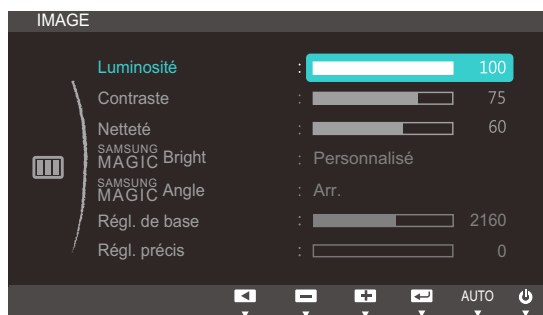 IMAGE
Luminosité : 100
Contraste : 75
Netteté : 60
SAMSUNG MAGIC Bright : Personnalisé
SAMSUNG MAGIC Angle : Arr.
Régl. de base : 2160
Régl. précis : 0
AUTO